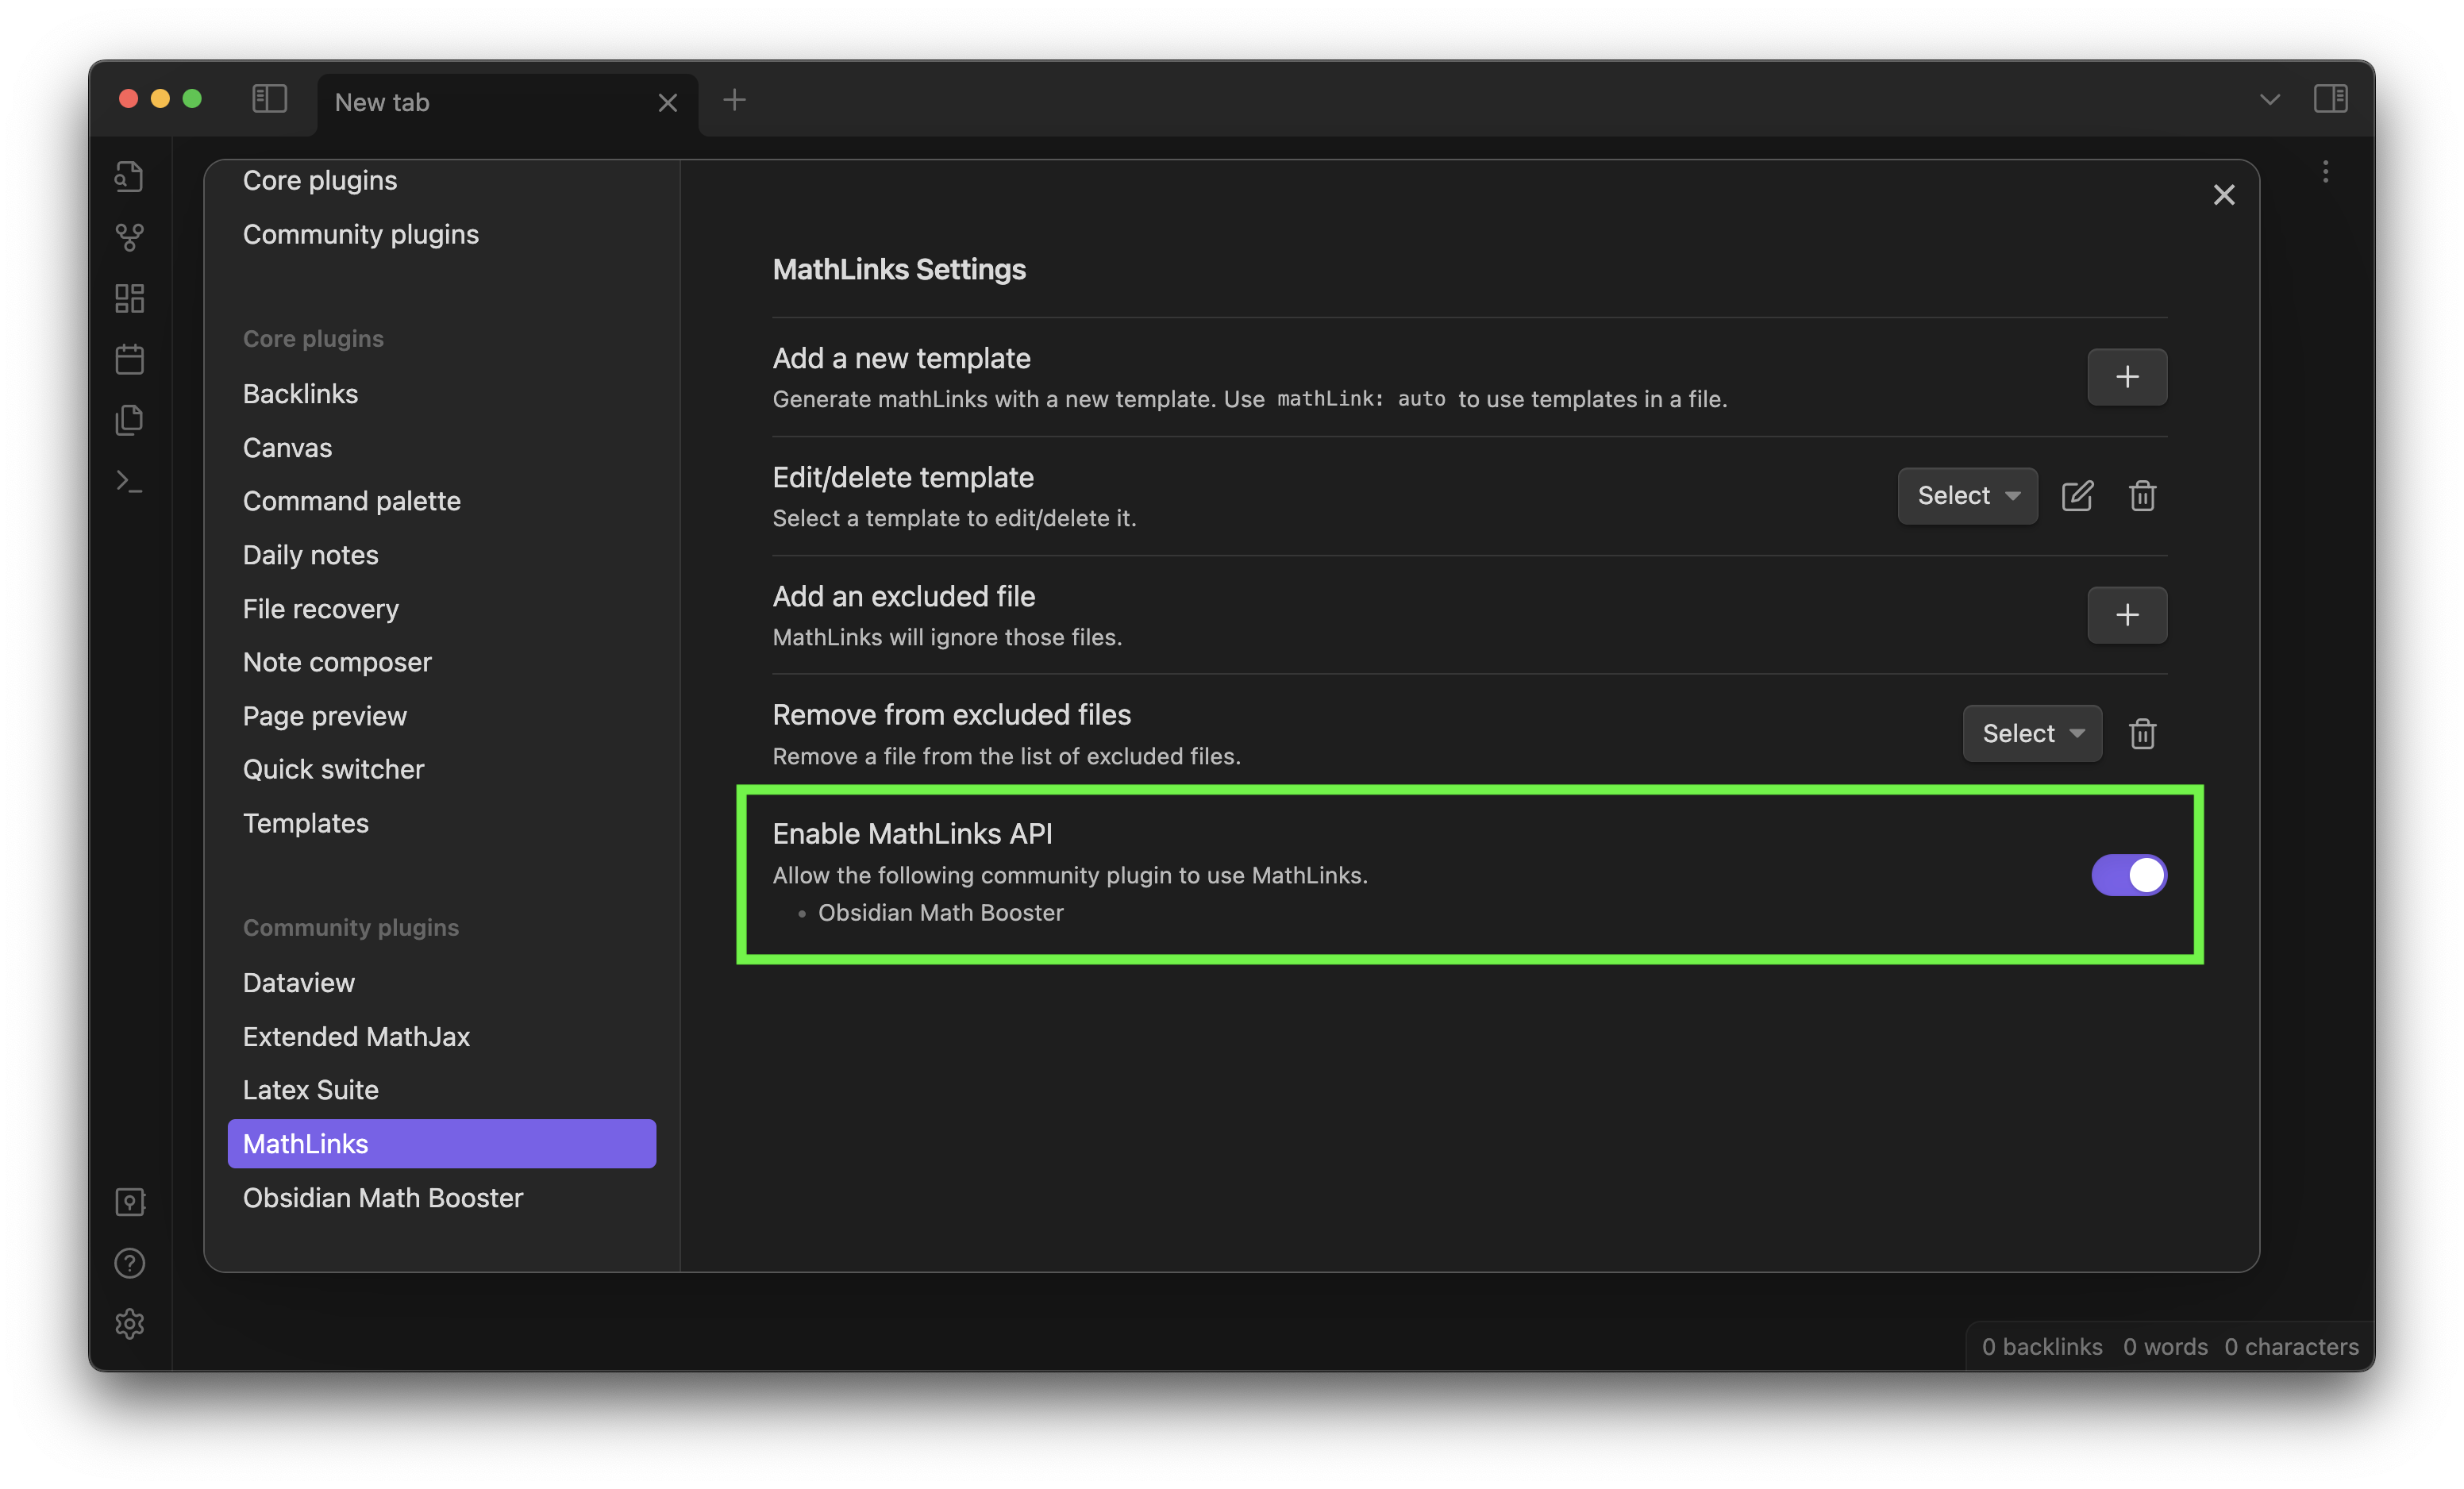 New tab
Core plugins
Community plugins
Core plugins
Backlinks
Canvas
Command palette
Daily notes
File recovery
Note composer
Page preview
Quick switcher
Templates
Community plugins
Dataview
Extended MathJax
Latex Suite
MathLinks
Obsidian Math Booster
MathLinks Settings
Add a new template
Generate mathLinks with a new template. Use mathLink: auto to use templates in a file.
Edit/delete template
Select a template to edit/delete it.
Select
Add an excluded file
MathLinks will ignore those files.
Remove from excluded files
Remove a file from the list of excluded files.
Select
Enable MathLinks API
Allow the following community plugin to use MathLinks.
• Obsidian Math Booster
0 backlinks 0 words 0 characters